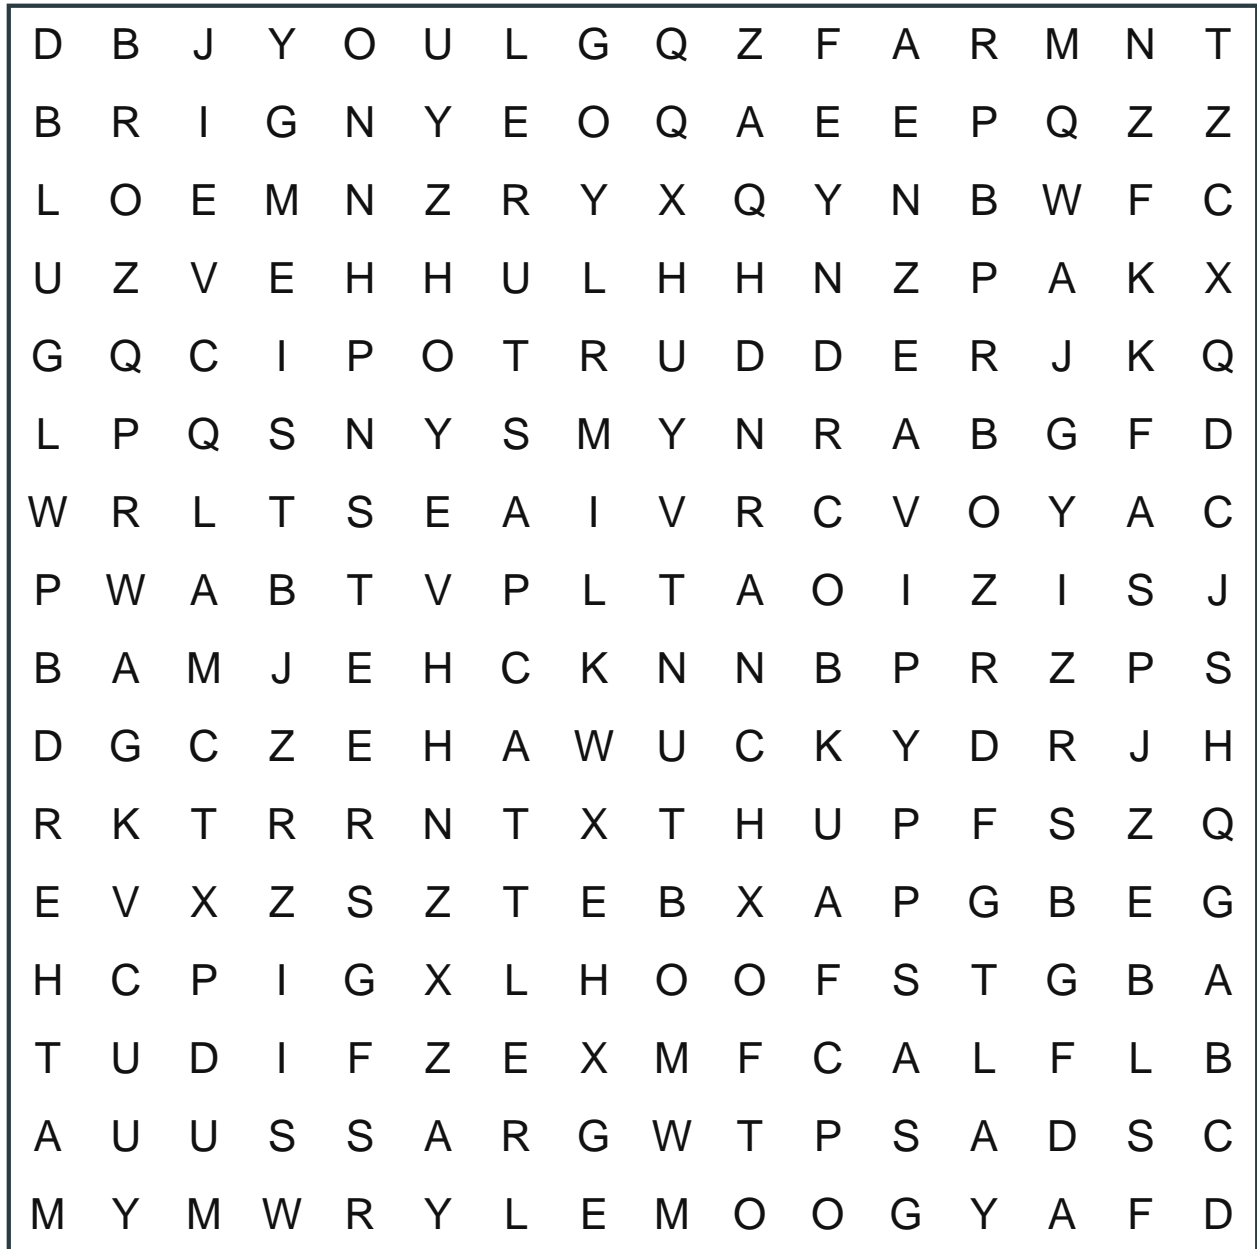 D B J Y O U L G Q Z F A R M N T
B R I G N Y E O Q A E E P Q Z Z
L O E M N Z R Y X Q Y N B W F C
U Z V E H H U L H H N Z P A K X
G Q C I P O T R U D D E R J K Q
L P Q S N Y S M Y N R A B G F D
W R L T S E A I V R C V O Y A C
P W A B T V P L T A O I Z I S J
B A M J E H C K N N B P R Z P S
D G C Z E H A W U C K Y D R J H
R K T R R N T X T H U P F S Z Q
E V X Z S Z T E B X A P G B E G
H C P I G X L H O O F S T G B A
T U D I F Z E X M F C A L F L B
A U U S S A R G W T P S A D S C
M Y M W R Y L E M O O G Y A F D